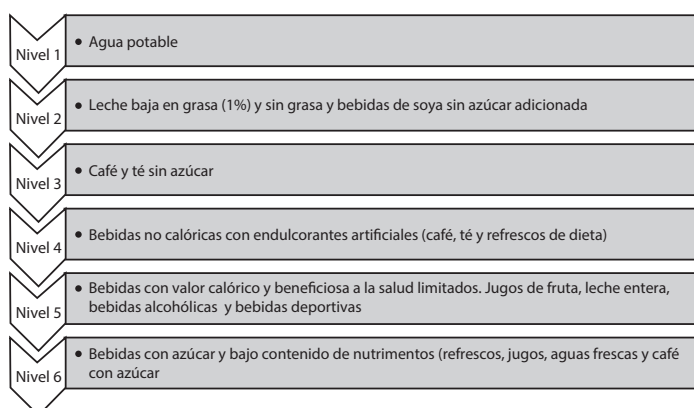 Nivel 1
• Agua potable
Nivel 2
• Leche baja en grasa (1%) y sin grasa y bebidas de soya sin azúcar adicionada
Nivel 3
• Café y té sin azúcar
Nivel 4
• Bebidas no calóricas con endulcorantes artificiales (café, té y refrescos de dieta)
Nivel 5
• Bebidas con valor calórico y beneficiosa a la salud limitados. Jugos de fruta, leche entera,
bebidas alcohólicas y bebidas deportivas
Nivel 6
• Bebidas con azúcar y bajo contenido de nutrimentos (refrescos, jugos, aguas frescas y café
con azúcar